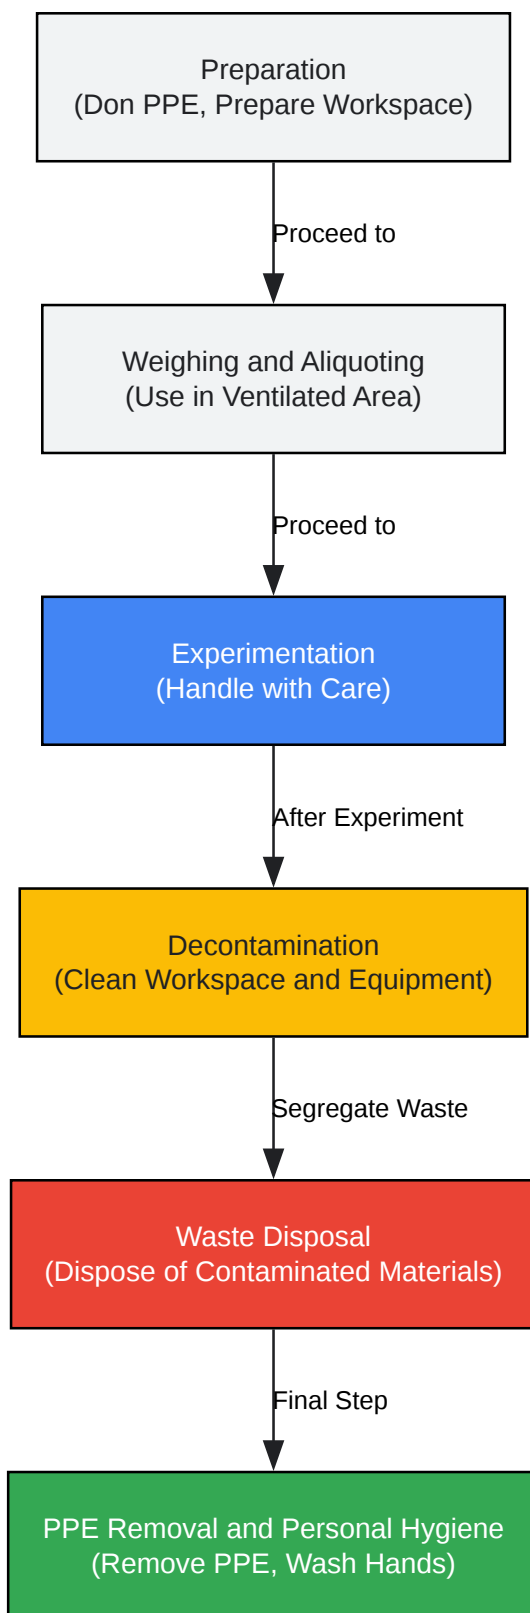 Preparation
(Don PPE, Prepare Workspace)
Proceed to
Weighing and Aliquoting
(Use in Ventilated Area)
Proceed to
Experimentation
(Handle with Care)
After Experiment
Decontamination
(Clean Workspace and Equipment)
Segregate Waste
Waste Disposal
(Dispose of Contaminated Materials)
Final Step
PPE Removal and Personal Hygiene
(Remove PPE, Wash Hands)